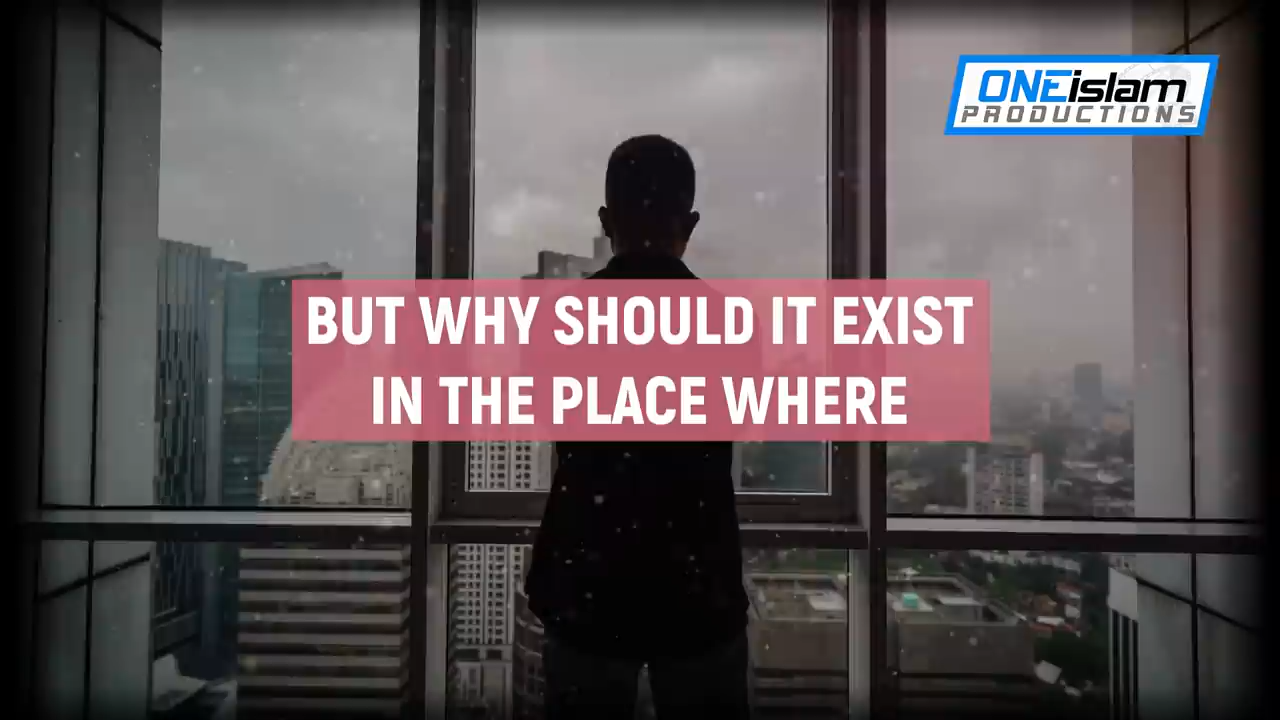 ONEislam
PRODUCTIONS
BUT WHY SHOULD IT EXIST
IN THE PLACE WHERE